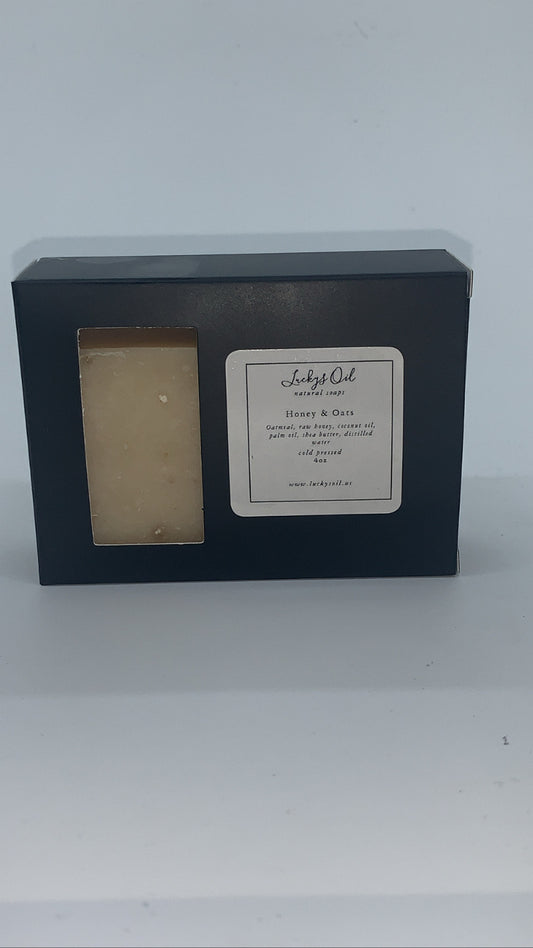 Luckys Oil
natural soaps
Honey & Oats
Oatmeal, raw honey, coconut oil,
palm oil, shea butter, distilled
water
cold pressed
4oz
www.luckysoil.us